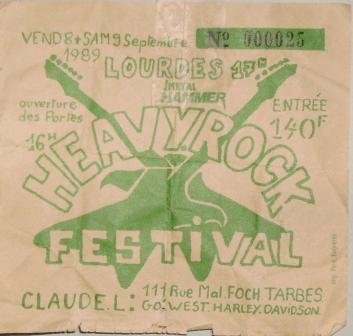 VEND 8 + SAM 9 Septembre
1989
Nº 000025
LOURDES 17H
METAL
HAMMER
ouverture
des Portes
16H
ENTRÉE
140F
HEAVY.ROCK
FESTiVAL
CLAUDE.L: 111 Rue Mal.FOCH.TARBES
GO.WEST.HARLEY.DAVIDSON.